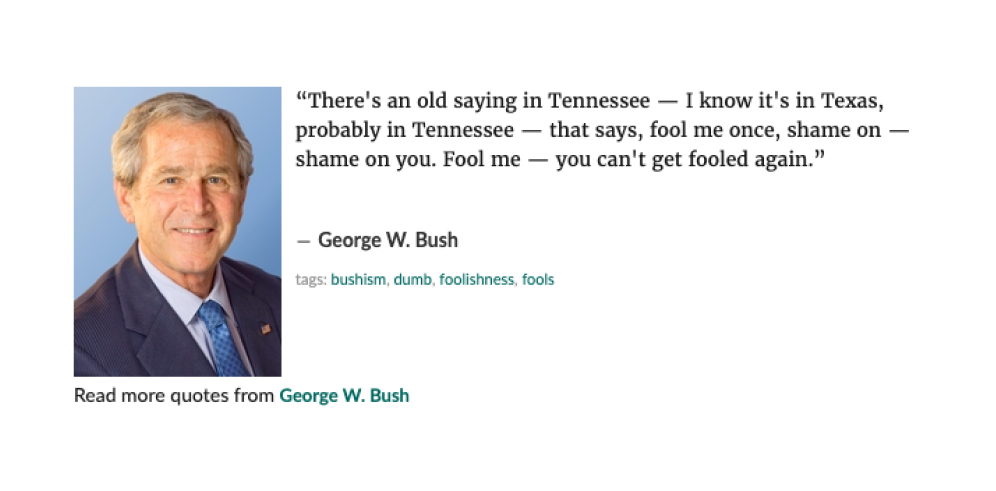 “There's an old saying in Tennessee — I know it's in Texas,
probably in Tennessee — that says, fool me once, shame on —
shame on you. Fool me — you can't get fooled again.”
― George W. Bush
tags: bushism, dumb, foolishness, fools
Read more quotes from George W. Bush